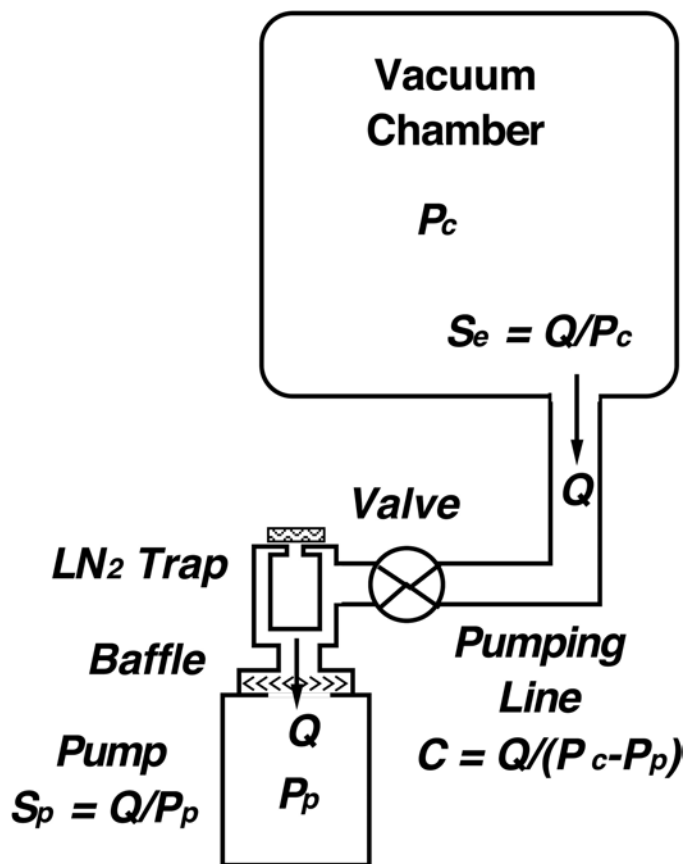 Vacuum
Chamber
Pc
Se = Q/Pc
Q
Valve
LN2 Trap
Baffle
Pumping
Line
C = Q/(Pc-Pp)
Q
Pump
Sp = Q/Pp
Pp